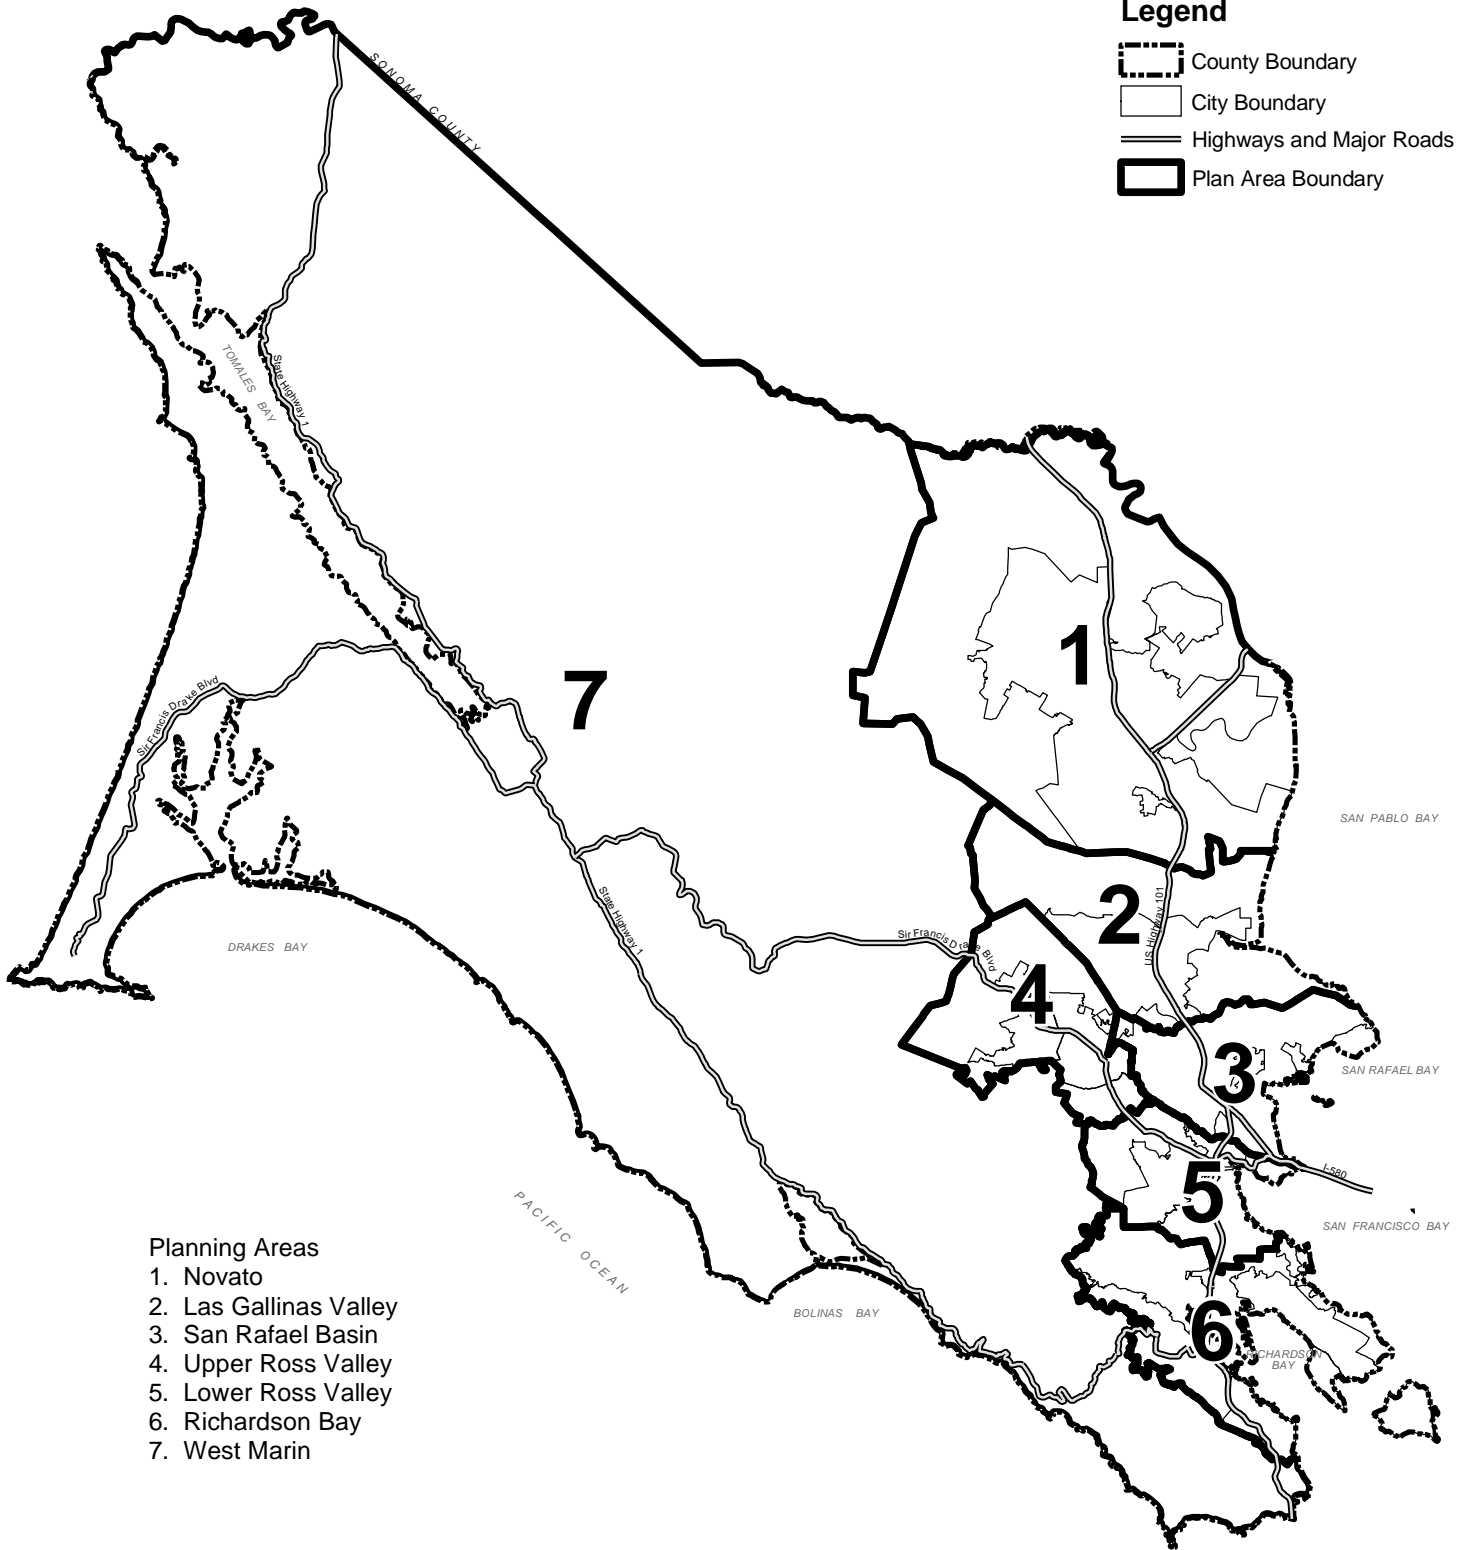 Legend
County Boundary
City Boundary
Highways and Major Roads
Plan Area Boundary
SONOMA COUNTY
TOMALES BAY
State Highway 1
1
7
Sir Francis Drake Blvd
SAN PABLO BAY
2
US Highway 101
State Highway 1
Sir Francis Drake Blvd
DRAKES BAY
4
3
SAN RAFAEL BAY
I-580
5
SAN FRANCISCO BAY
PACIFIC OCEAN
BOLINAS BAY
6
RICHARDSON
BAY
Planning Areas
1. Novato
2. Las Gallinas Valley
3. San Rafael Basin
4. Upper Ross Valley
5. Lower Ross Valley
6. Richardson Bay
7. West Marin